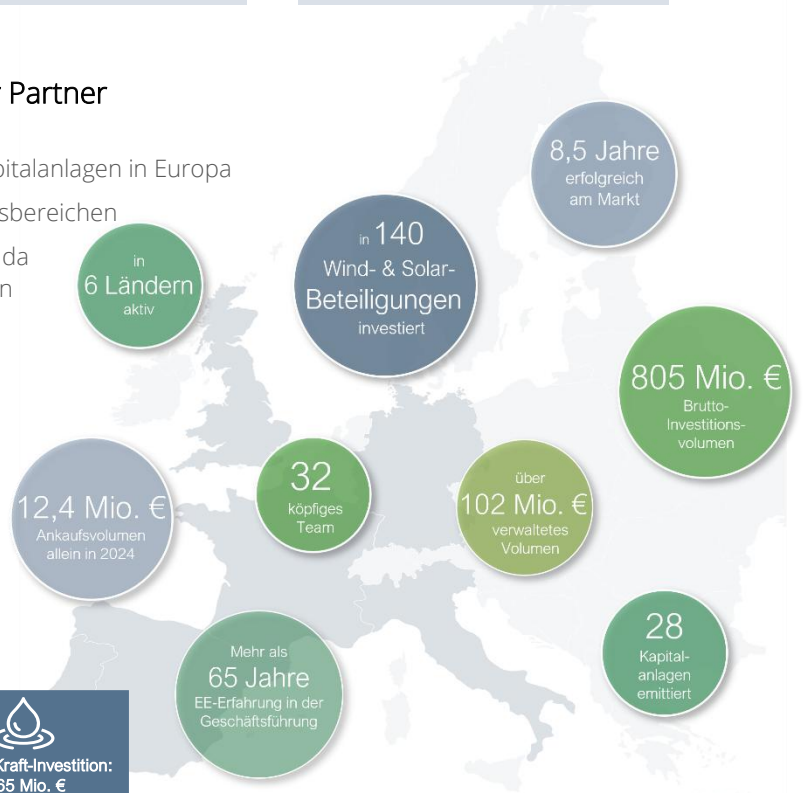 Partner
pitalanlagen in Europa
sbereichen
da
n
8,5 Jahre
erfolgreich
am Markt
in
6 Ländern
aktiv
in 140
Wind- & Solar-
Beteiligungen
investiert
805 Mio. €
Brutto-
Investitions-
volumen
12,4 Mio. €
Ankaufsvolumen
allein in 2024
32
köpfiges
Team
über
102 Mio. €
verwaltetes
Volumen
Mehr als
65 Jahre
EE-Erfahrung in der
Geschäftsführung
28
Kapital-
anlagen
emittiert
Kraft-Investition:
65 Mio. €